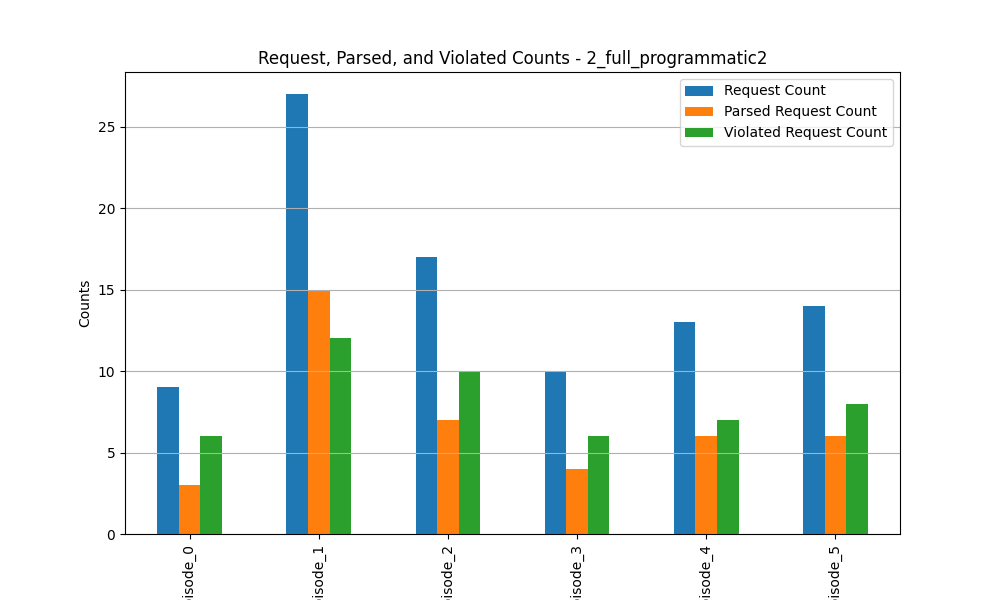 Request, Parsed, and Violated Counts - 2_full_programmatic2
Request Count
Parsed Request Count
Violated Request Count
Counts
25
20
15
10
5
0
isode_0
isode_1
isode_2
isode_3
isode_4
isode_5